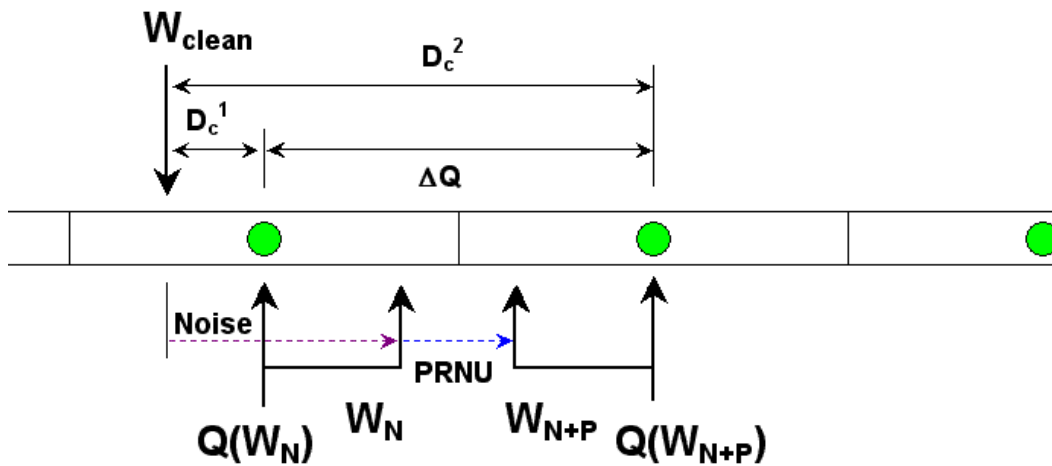 W_clean
D_c^2
D_c^1
ΔQ
Noise
PRNU
W_N
W_N+P
Q(W_N)
Q(W_N+P)